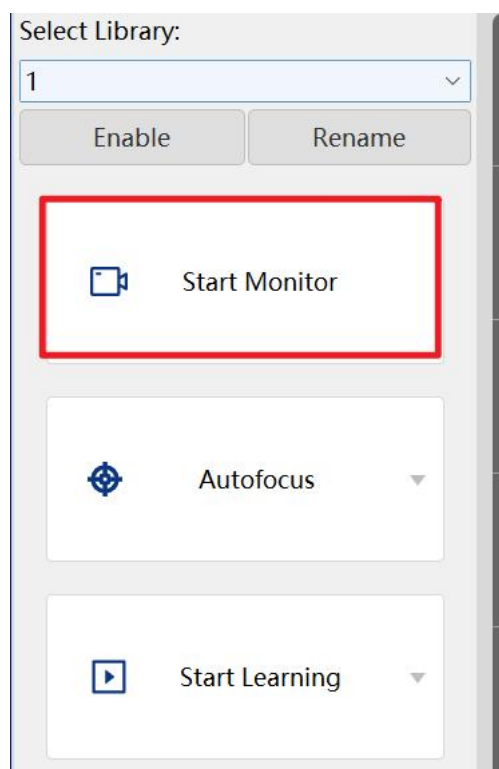 Select Library:
1
Enable Rename
Start Monitor
Autofocus
Start Learning